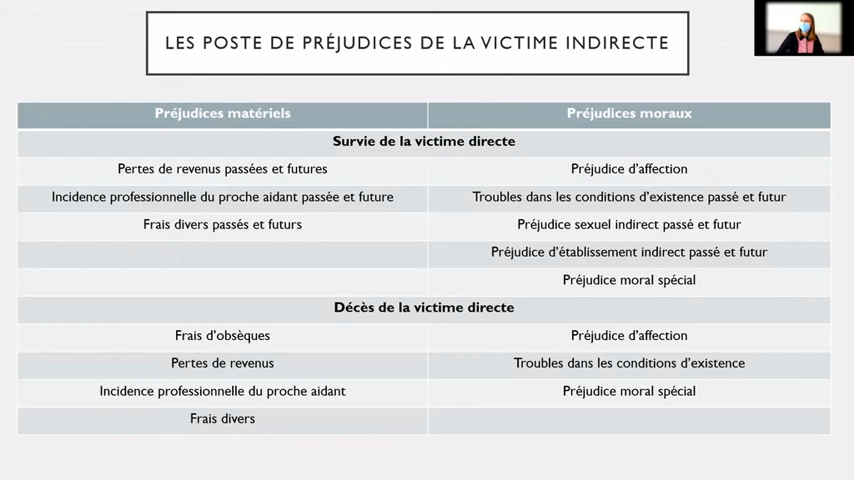 LES POSTE DE PRÉJUDICES DE LA VICTIME INDIRECTE
Préjudices matériels Préjudices moraux
Survie de la victime directe
Pertes de revenus passées et futures Préjudice d'affection
Incidence professionnelle du proche aidant passée et future Troubles dans les conditions d'existence passé et futur
Frais divers passés et futurs Préjudice sexuel indirect passé et futur
Préjudice d'établissement indirect passé et futur
Préjudice moral spécial
Décès de la victime directe
Frais d'obsèques Préjudice d'affection
Pertes de revenus Troubles dans les conditions d'existence
Incidence professionnelle du proche aidant Préjudice moral spécial
Frais divers